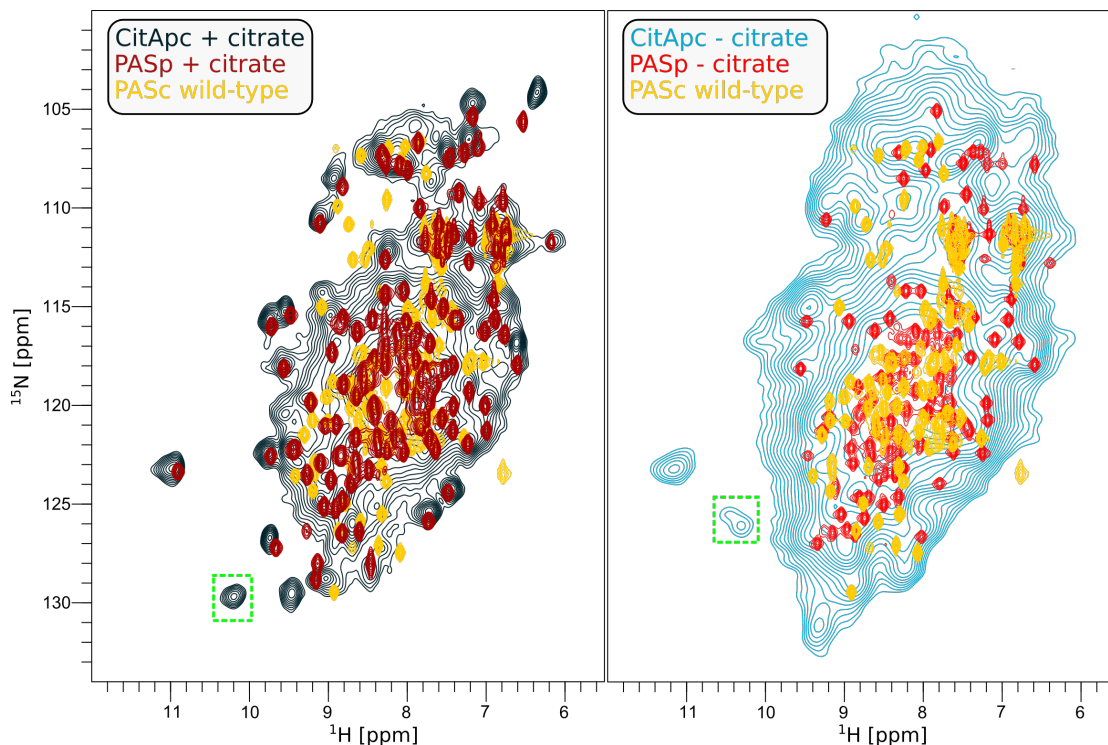 CitApc + citrate
PASp + citrate
PASc wild-type
CitApc - citrate
PASp - citrate
PASc wild-type
105
110
115
120
125
130
15N [ppm]
11 10 9 8 7 6
1H [ppm]
11 10 9 8 7 6
1H [ppm]